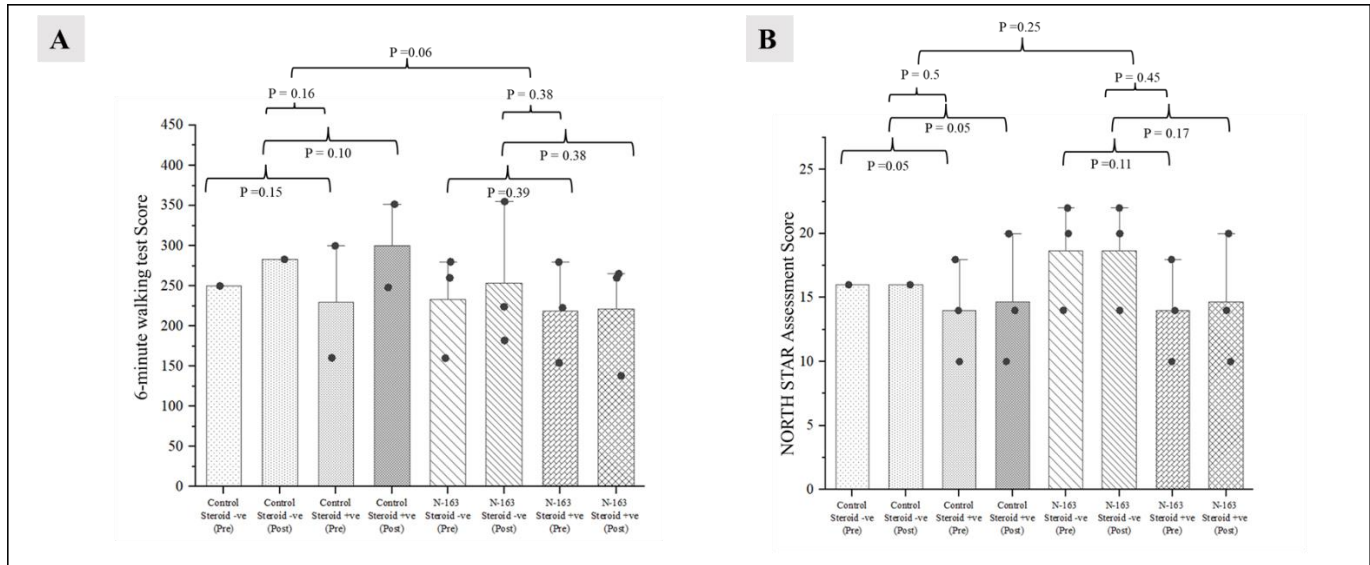 A
P =0.06
P = 0.16
P = 0.38
P = 0.10
P = 0.38
P =0.15
P =0.39
6-minute walking test Score
450
400
350
300
250
200
150
100
50
0
Control Steroid -ve (Pre)
Control Steroid -ve (Post)
Control Steroid +ve (Pre)
Control Steroid +ve (Post)
N-163 Steroid -ve (Pre)
N-163 Steroid -ve (Post)
N-163 Steroid +ve (Pre)
N-163 Steroid +ve (Post)
B
P =0.25
P = 0.5
P = 0.45
P = 0.05
P = 0.17
P =0.05
P =0.11
NORTH STAR Assessment Score
25
20
15
10
5
0
Control Steroid -ve (Pre)
Control Steroid -ve (Post)
Control Steroid +ve (Pre)
Control Steroid +ve (Post)
N-163 Steroid -ve (Pre)
N-163 Steroid -ve (Post)
N-163 Steroid +ve (Pre)
N-163 Steroid +ve (Post)